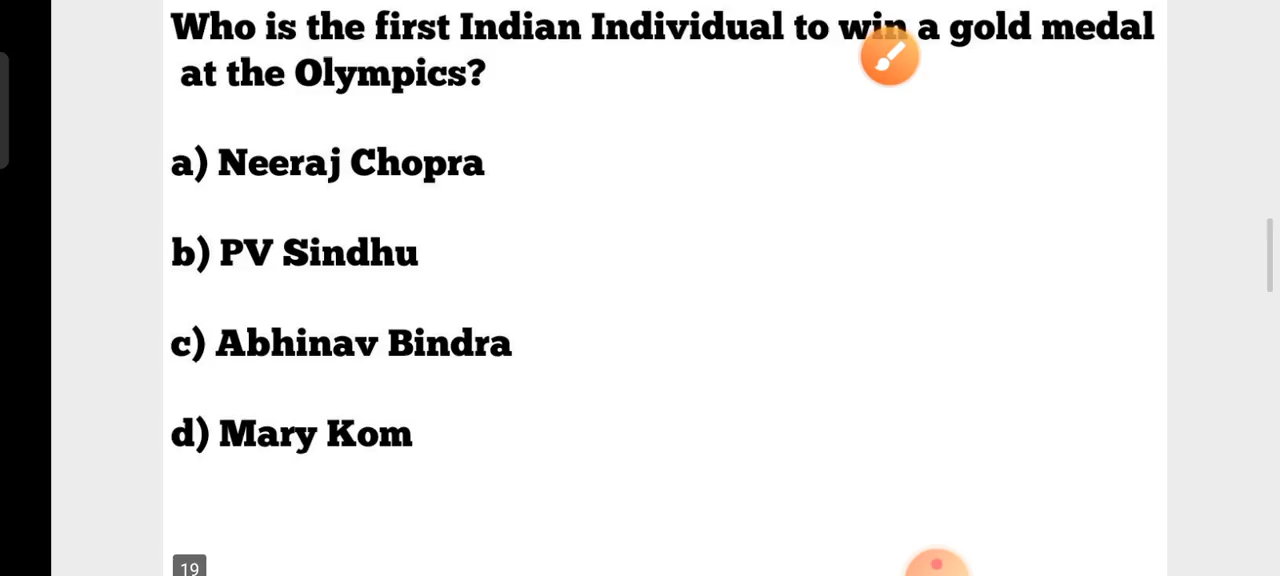 Who is the first Indian Individual to win a gold medal
at the Olympics?
a) Neeraj Chopra
b) PV Sindhu
c) Abhinav Bindra
d) Mary Kom
19